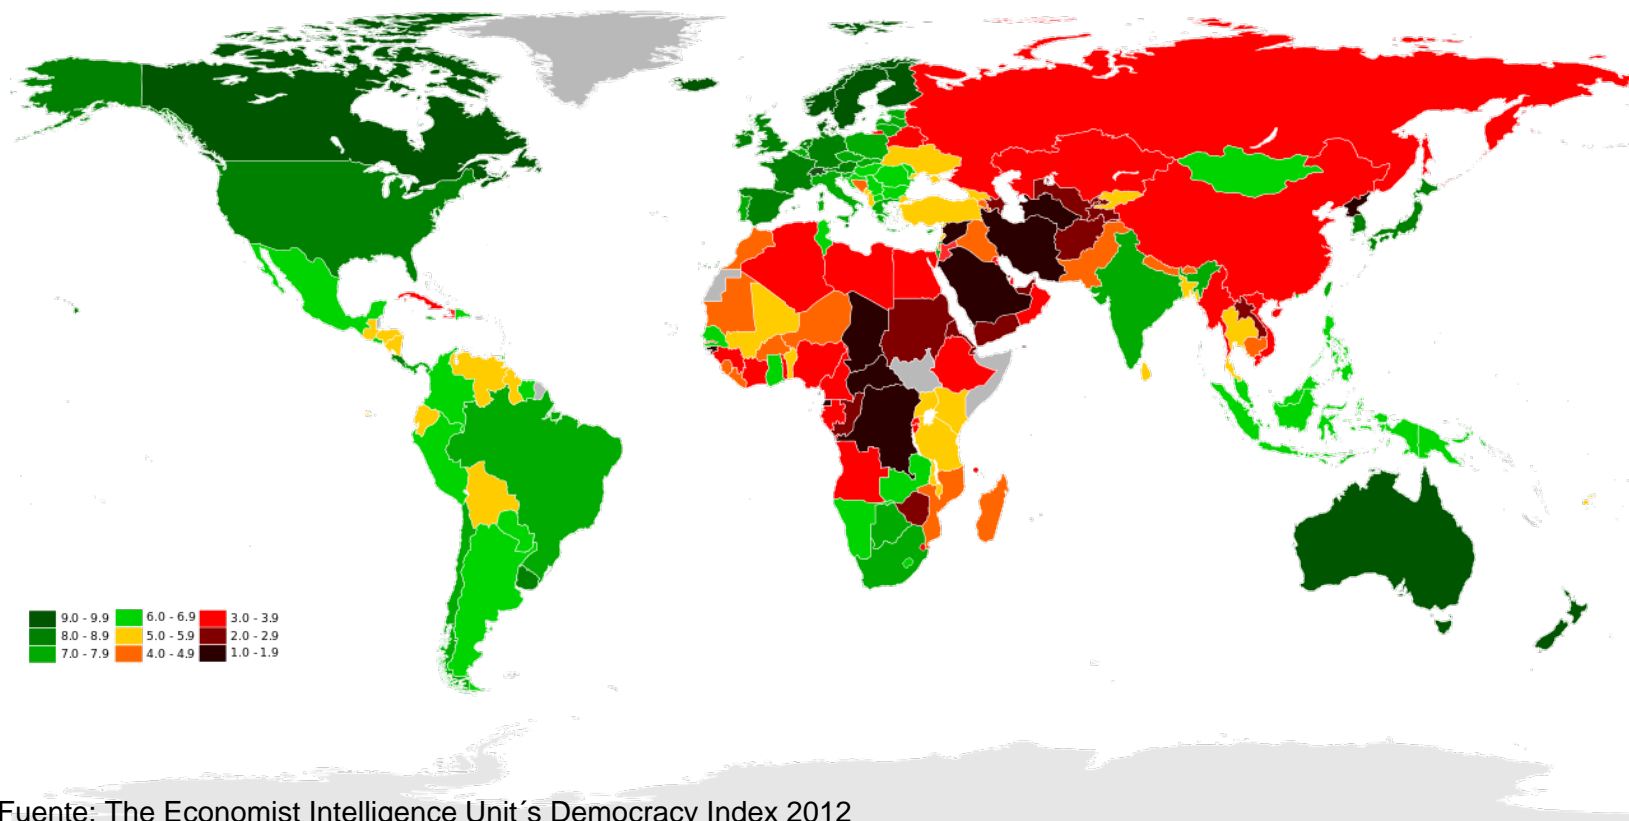 9.0 - 9.9 6.0 - 6.9 3.0 - 3.9
8.0 - 8.9 5.0 - 5.9 2.0 - 2.9
7.0 - 7.9 4.0 - 4.9 1.0 - 1.9
Fuente: The Economist Intelligence Unit´s Democracy Index 2012